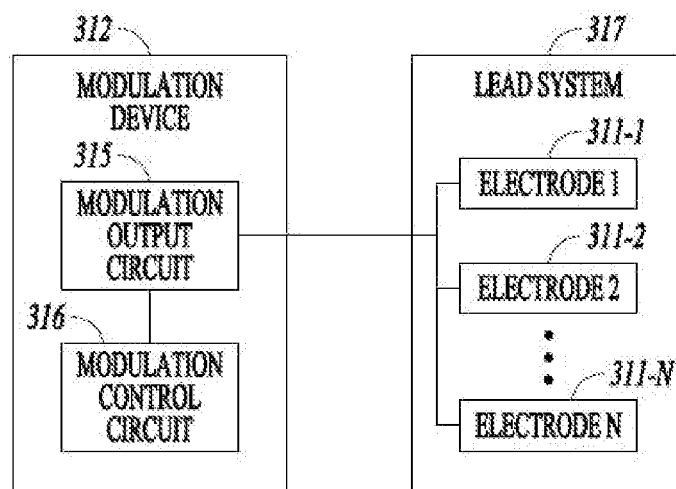 312
MODULATION
DEVICE
315
MODULATION
OUTPUT
CIRCUIT
316
MODULATION
CONTROL
CIRCUIT
317
LEAD SYSTEM
311-1
ELECTRODE 1
311-2
ELECTRODE 2
311-N
ELECTRODE N